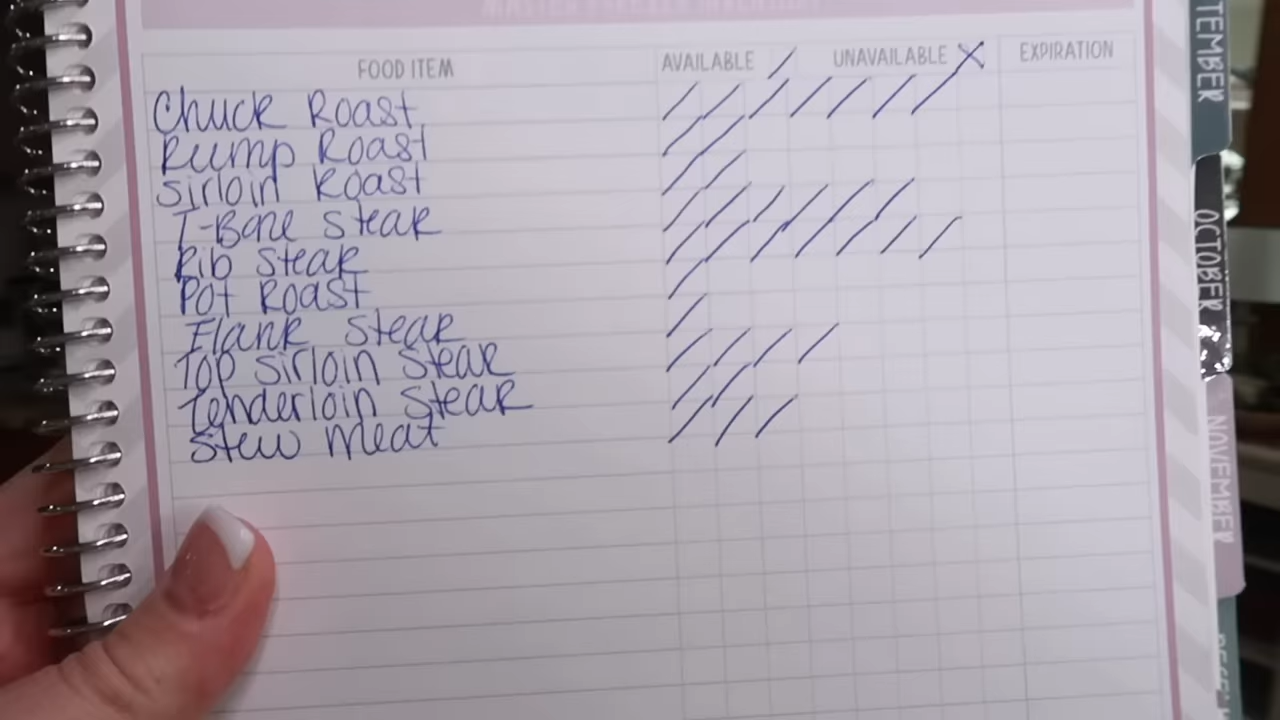 FOOD ITEM AVAILABLE / UNAVAILABLE X EXPIRATION
Chuck Roast / / / / / / /
Rump Roast / /
Sirloin Roast / /
T-Bone Steak / / / / / /
Rib Steak / / / / / / /
Pot Roast /
Flank Steak /
Top Sirloin Steak / / / /
Tenderloin Steak / /
Stew Meat / / /
TEMBER
OCTOBER
NOVEMBER